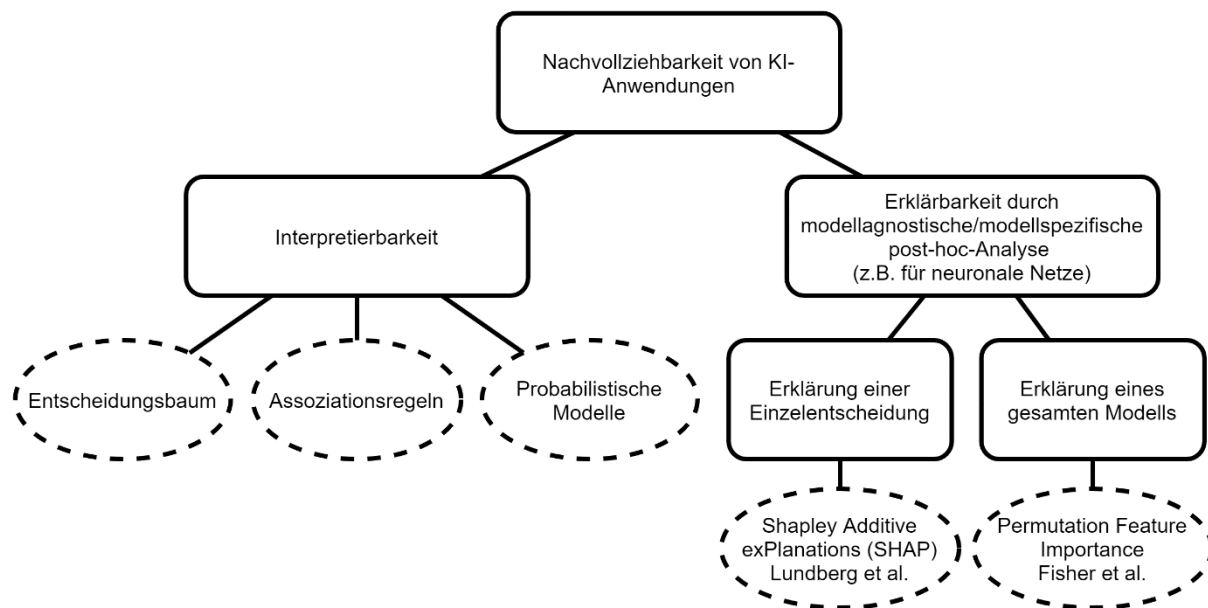 Nachvollziehbarkeit von KI-
Anwendungen
Interpretierbarkeit
Erklärbarkeit durch
modellagnostische/modellspezifische
post-hoc-Analyse
(z.B. für neuronale Netze)
Entscheidungsbaum
Assoziationsregeln
Probabilistische
Modelle
Erklärung einer
Einzelentscheidung
Erklärung eines
gesamten Modells
Shapley Additive
exPlanations (SHAP)
Lundberg et al.
Permutation Feature
Importance
Fisher et al.